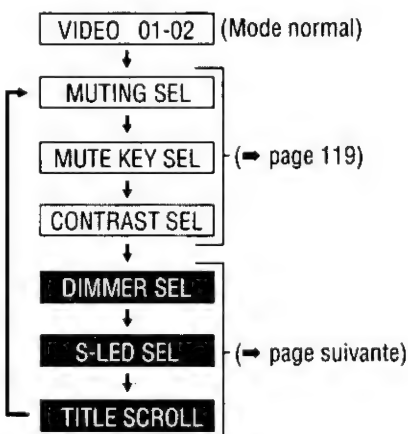 VIDEO 01-02 (Mode normal)
MUTING SEL
MUTE KEY SEL (➡ page 119)
CONTRAST SEL
DIMMER SEL
S-LED SEL (➡ page suivante)
TITLE SCROLL